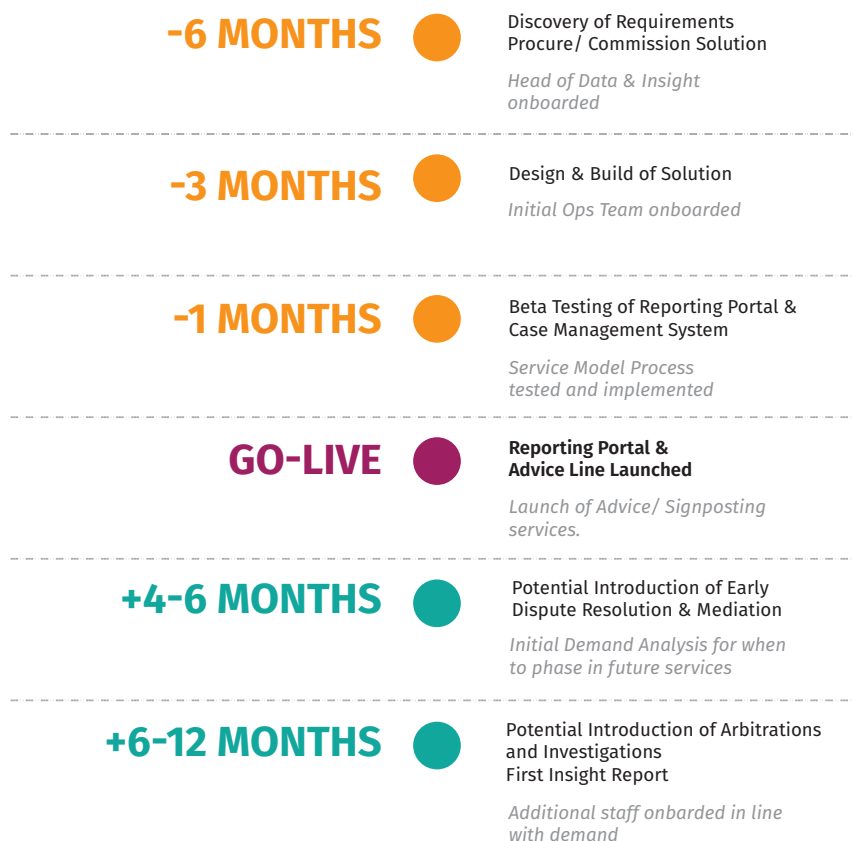 -6 MONTHS
Discovery of Requirements
Procure/ Commission Solution
Head of Data & Insight
onboarded
-3 MONTHS
Design & Build of Solution
Initial Ops Team onboarded
-1 MONTHS
Beta Testing of Reporting Portal &
Case Management System
Service Model Process
tested and implemented
GO-LIVE
Reporting Portal &
Advice Line Launched
Launch of Advice/ Signposting
services.
+4-6 MONTHS
Potential Introduction of Early
Dispute Resolution & Mediation
Initial Demand Analysis for when
to phase in future services
+6-12 MONTHS
Potential Introduction of Arbitrations
and Investigations
First Insight Report
Additional staff onbarded in line
with demand